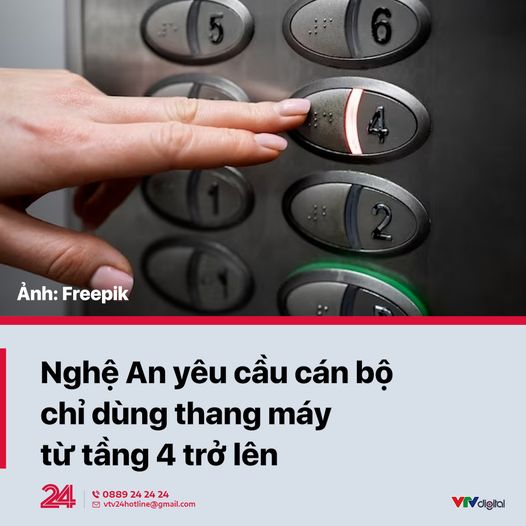 5
6
4
1
2
Ảnh: Freepik
Nghệ An yêu cầu cán bộ
chỉ dùng thang máy
từ tầng 4 trở lên
24
0889 24 24 24
vtv24hotline@gmail.com
VTVdigital